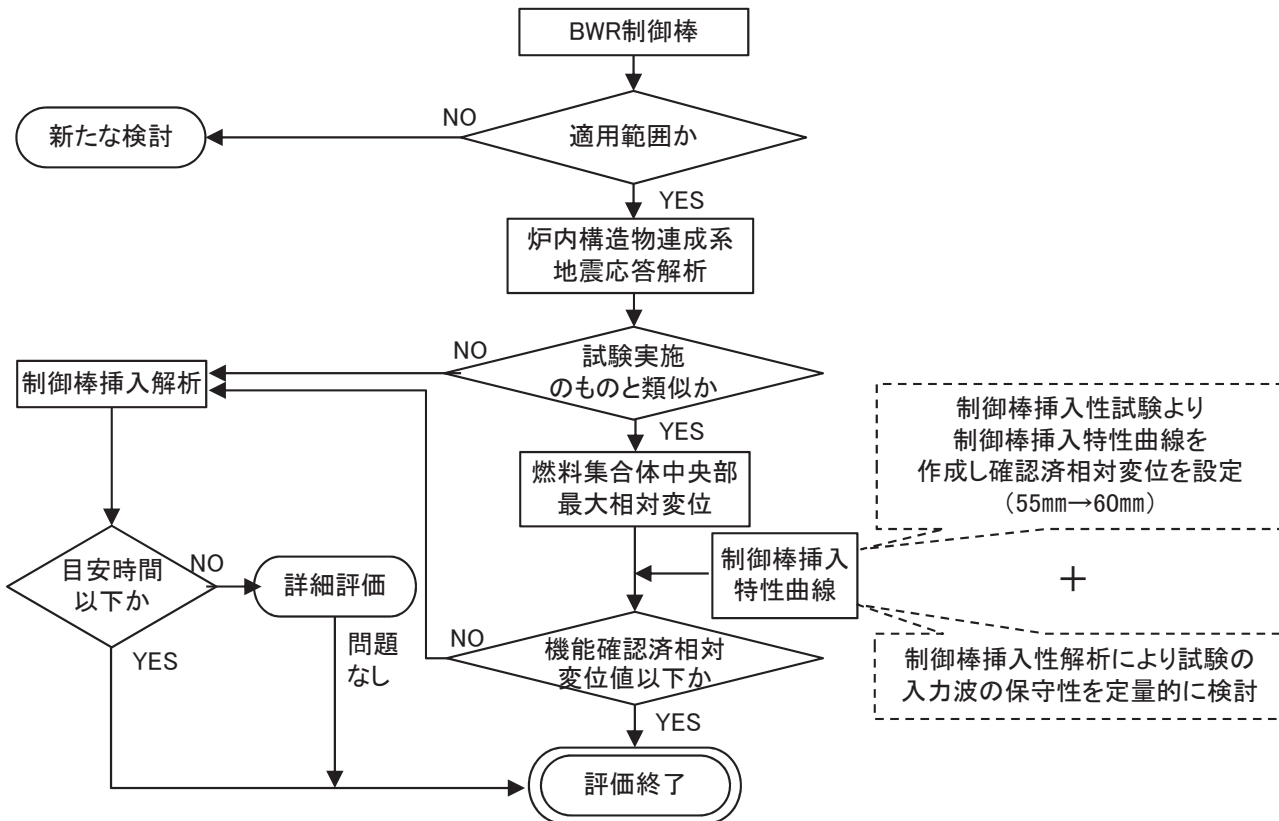 BWR制御棒
NO
適用範囲か
新たな検討
YES
炉内構造物連成系
地震応答解析
NO
試験実施
のものと類似か
制御棒挿入解析
YES
制御棒挿入性試験より
制御棒挿入特性曲線を
作成し確認済相対変位を設定
（55mm→60mm）
燃料集合体中央部
最大相対変位
目安時間
以下か
NO
詳細評価
制御棒挿入
特性曲線
＋
YES
問題
なし
NO
機能確認済相対
変位値以下か
制御棒挿入性解析により試験の
入力波の保守性を定量的に検討
YES
評価終了